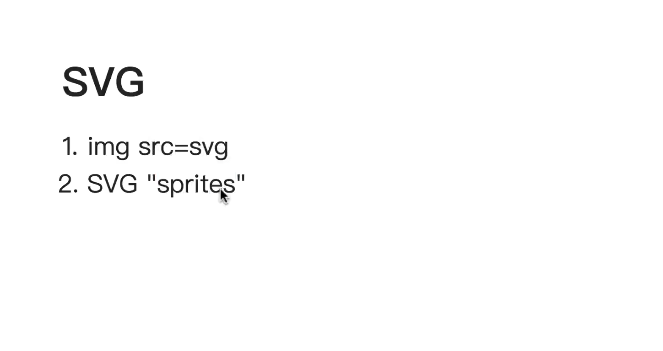 SVG
1. img src=svg
2. SVG "sprites"